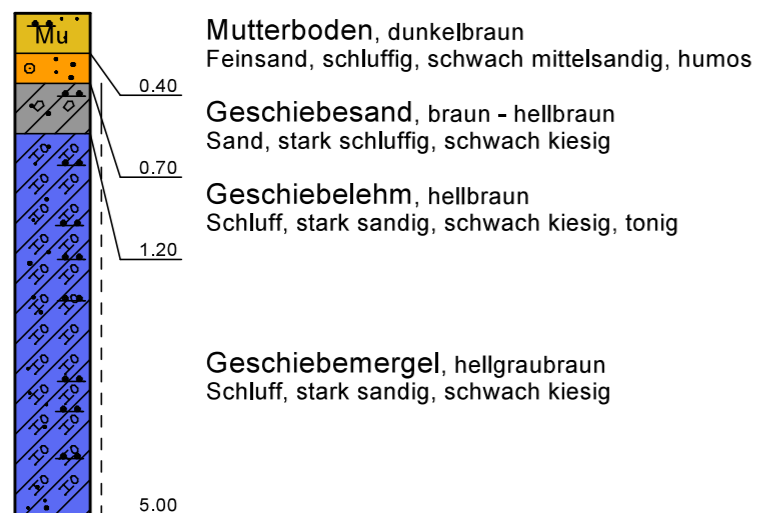 Mu
Mutterboden, dunkelbraun
Feinsand, schluffig, schwach mittelsandig, humos
0.40
Geschiebesand, braun - hellbraun
Sand, stark schluffig, schwach kiesig
0.70
Geschiebelehm, hellbraun
Schluff, stark sandig, schwach kiesig, tonig
1.20
Geschiebemergel, hellgraubraun
Schluff, stark sandig, schwach kiesig
5.00